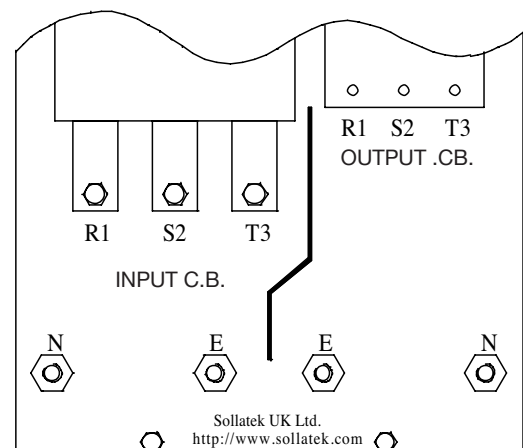 R1 S2 T3
OUTPUT .CB.
R1 S2 T3
INPUT C.B.
N E E N
Sollatek UK Ltd.
http://www.sollatek.com